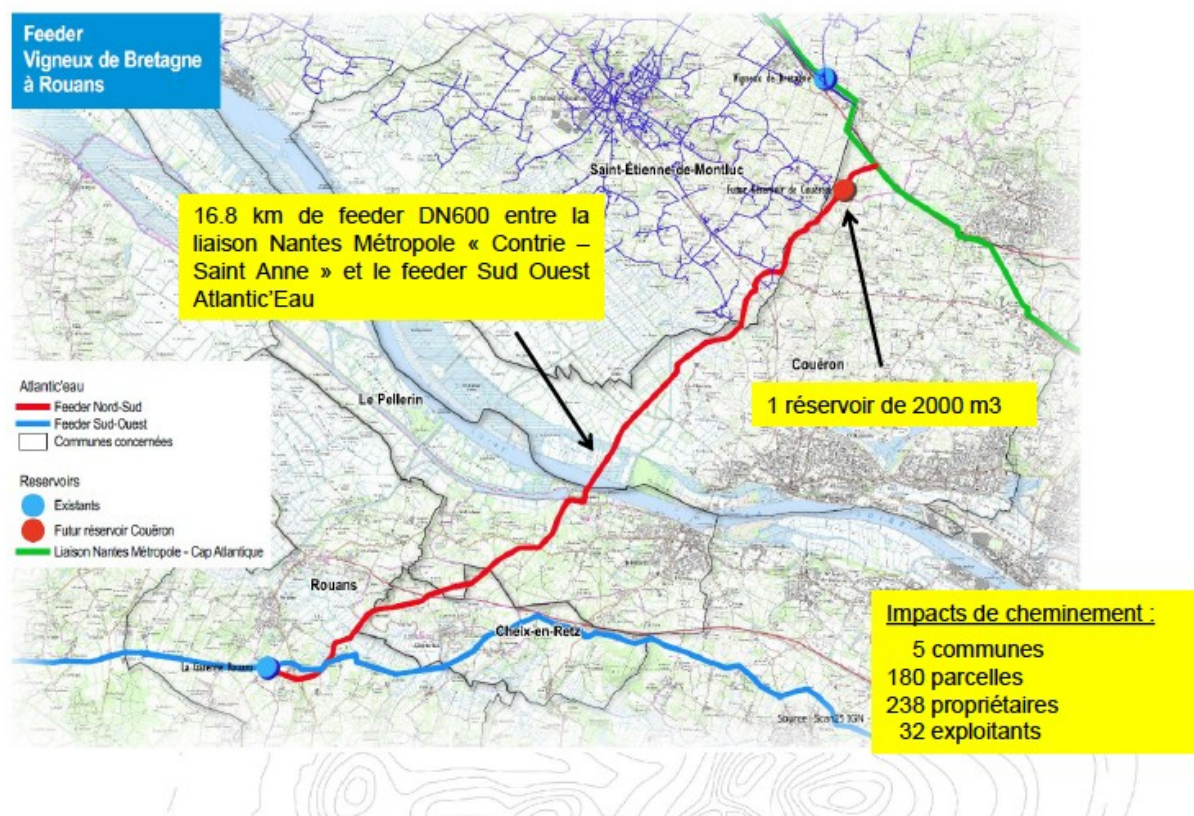 Feeder
Vigneux de Bretagne
à Rouans
Vigneux de Bretagne
Saint-Étienne-de-Montluc
Futur Réservoir de Couëron
16.8 km de feeder DN600 entre la
liaison Nantes Métropole « Contrie –
Saint Anne » et le feeder Sud Ouest
Atlantic'Eau
Couëron
1 réservoir de 2000 m3
Le Pellerin
Atlantic'eau
Feeder Nord-Sud
Feeder Sud-Ouest
Communes concernées
Reservoirs
Existants
Futur réservoir Couëron
Liaison Nantes Métropole - Cap Atlantique
Rouans
Cheix-en-Retz
Impacts de cheminement :
5 communes
180 parcelles
238 propriétaires
32 exploitants
Source : Scan25 IGN -